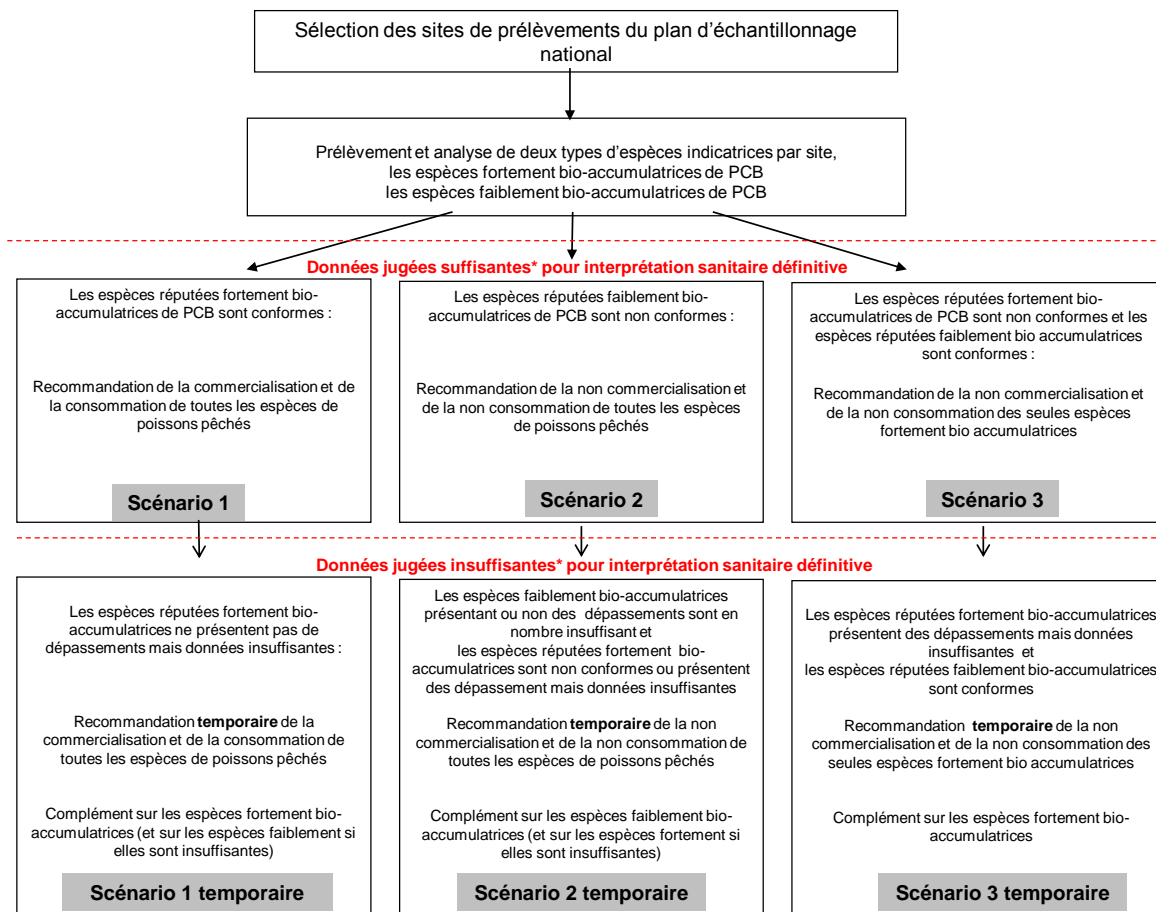 Sélection des sites de prélèvements du plan d'échantillonnage
national
Prélèvement et analyse de deux types d'espèces indicatrices par site,
les espèces fortement bio-accumulatrices de PCB
les espèces faiblement bio-accumulatrices de PCB
Données jugées suffisantes* pour interprétation sanitaire définitive
Les espèces réputées fortement bio-
accumulatrices de PCB sont conformes :
Recommandation de la commercialisation et de
la consommation de toutes les espèces de
poissons pêchés
Scénario 1
Les espèces réputées faiblement bio-
accumulatrices de PCB sont non conformes :
Recommandation de la non commercialisation et
de la non consommation de toutes les espèces
de poissons pêchés
Scénario 2
Les espèces réputées fortement bio-
accumulatrices de PCB sont non conformes et les
espèces réputées faiblement bio accumulatrices
sont conformes :
Recommandation de la non commercialisation et
de la non consommation des seules espèces
fortement bio accumulatrices
Scénario 3
Données jugées insuffisantes* pour interprétation sanitaire définitive
Les espèces réputées fortement bio-
accumulatrices ne présentent pas de
dépassements mais données insuffisantes :
Recommandation temporaire de la
commercialisation et de la consommation de
toutes les espèces de poissons pêchés
Complément sur les espèces fortement bio-
accumulatrices (et sur les espèces faiblement si
elles sont insuffisantes)
Scénario 1 temporaire
Les espèces faiblement bio-accumulatrices
présentant ou non des dépassements sont en
nombre insuffisant et
les espèces réputées fortement bio-
accumulatrices sont non conformes ou présentent
des dépassement mais données insuffisantes
Recommandation temporaire de la non
commercialisation et de la non consommation de
toutes les espèces de poissons pêchés
Complément sur les espèces faiblement bio-
accumulatrices (et sur les espèces fortement si
elles sont insuffisantes)
Scénario 2 temporaire
Les espèces réputées fortement bio-accumulatrices
présentent des dépassements mais données
insuffisantes et
les espèces réputées faiblement bio-accumulatrices
sont conformes
Recommandation temporaire de la non
commercialisation et de la non consommation des
seules espèces fortement bio accumulatrices
Complément sur les espèces fortement bio-
accumulatrices
Scénario 3 temporaire